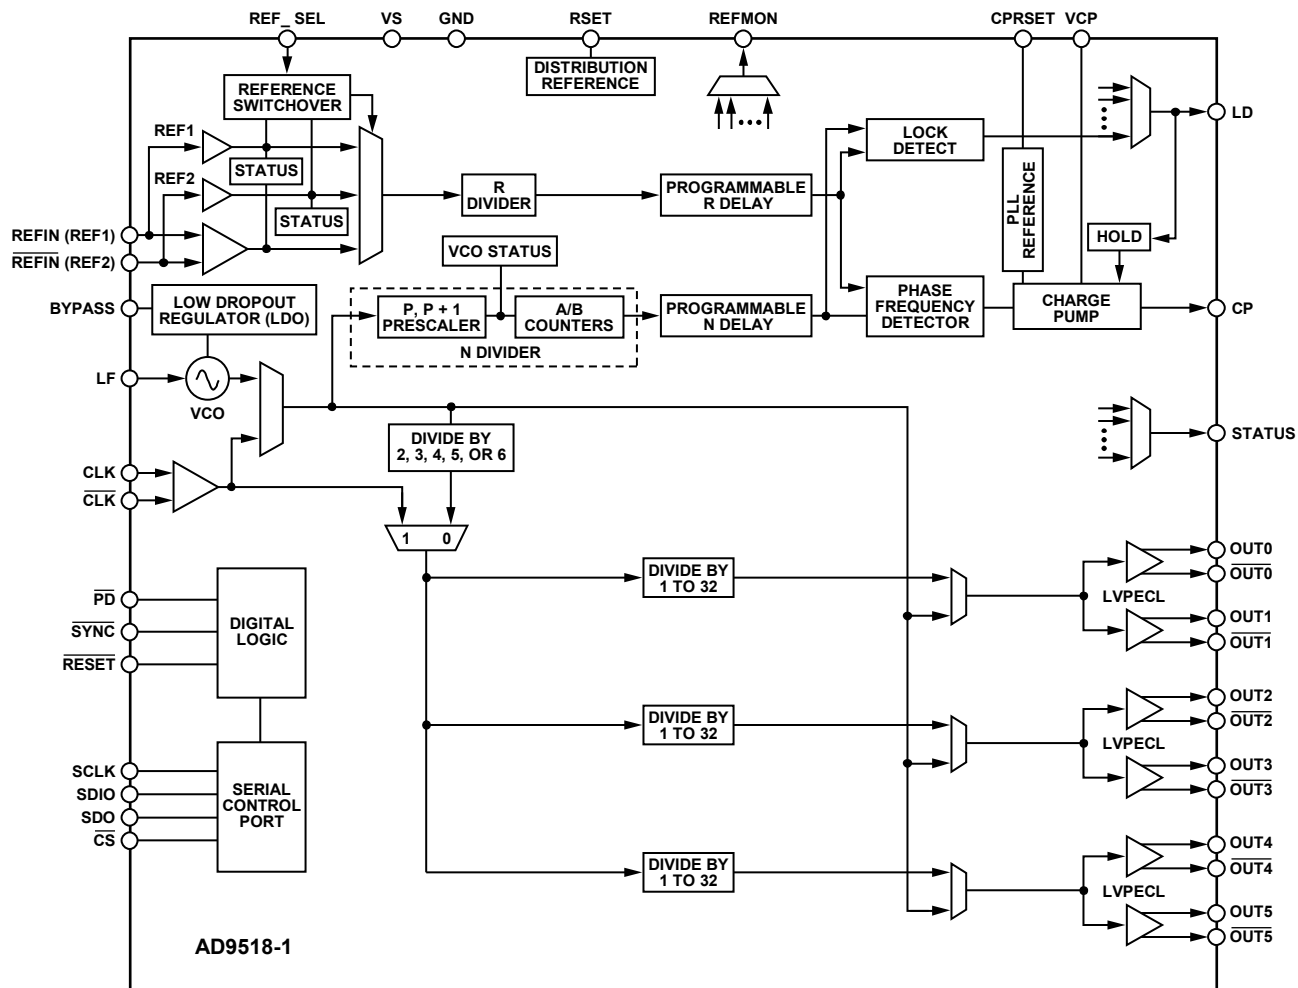 REF_SEL VS GND RSET REFMON CPRSET VCP
DISTRIBUTION
REFERENCE
REFERENCE
SWITCHOVER
REF1
STATUS
REF2
STATUS
REFIN (REF1)
REFIN (REF2)
R
DIVIDER
PROGRAMMABLE
R DELAY
LOCK
DETECT
LD
PLL
REFERENCE
HOLD
VCO STATUS
BYPASS
LOW DROPOUT
REGULATOR (LDO)
P, P + 1
PRESCALER
A/B
COUNTERS
N DIVIDER
PROGRAMMABLE
N DELAY
PHASE
FREQUENCY
DETECTOR
CHARGE
PUMP
CP
LF
VCO
STATUS
DIVIDE BY
2, 3, 4, 5, OR 6
CLK
CLK
1 0
DIVIDE BY
1 TO 32
OUT0
OUT0
LVPECL
OUT1
OUT1
PD
SYNC
RESET
DIGITAL
LOGIC
DIVIDE BY
1 TO 32
OUT2
OUT2
LVPECL
OUT3
OUT3
SCLK
SDIO
SDO
CS
SERIAL
CONTROL
PORT
DIVIDE BY
1 TO 32
OUT4
OUT4
LVPECL
OUT5
OUT5
AD9518-1